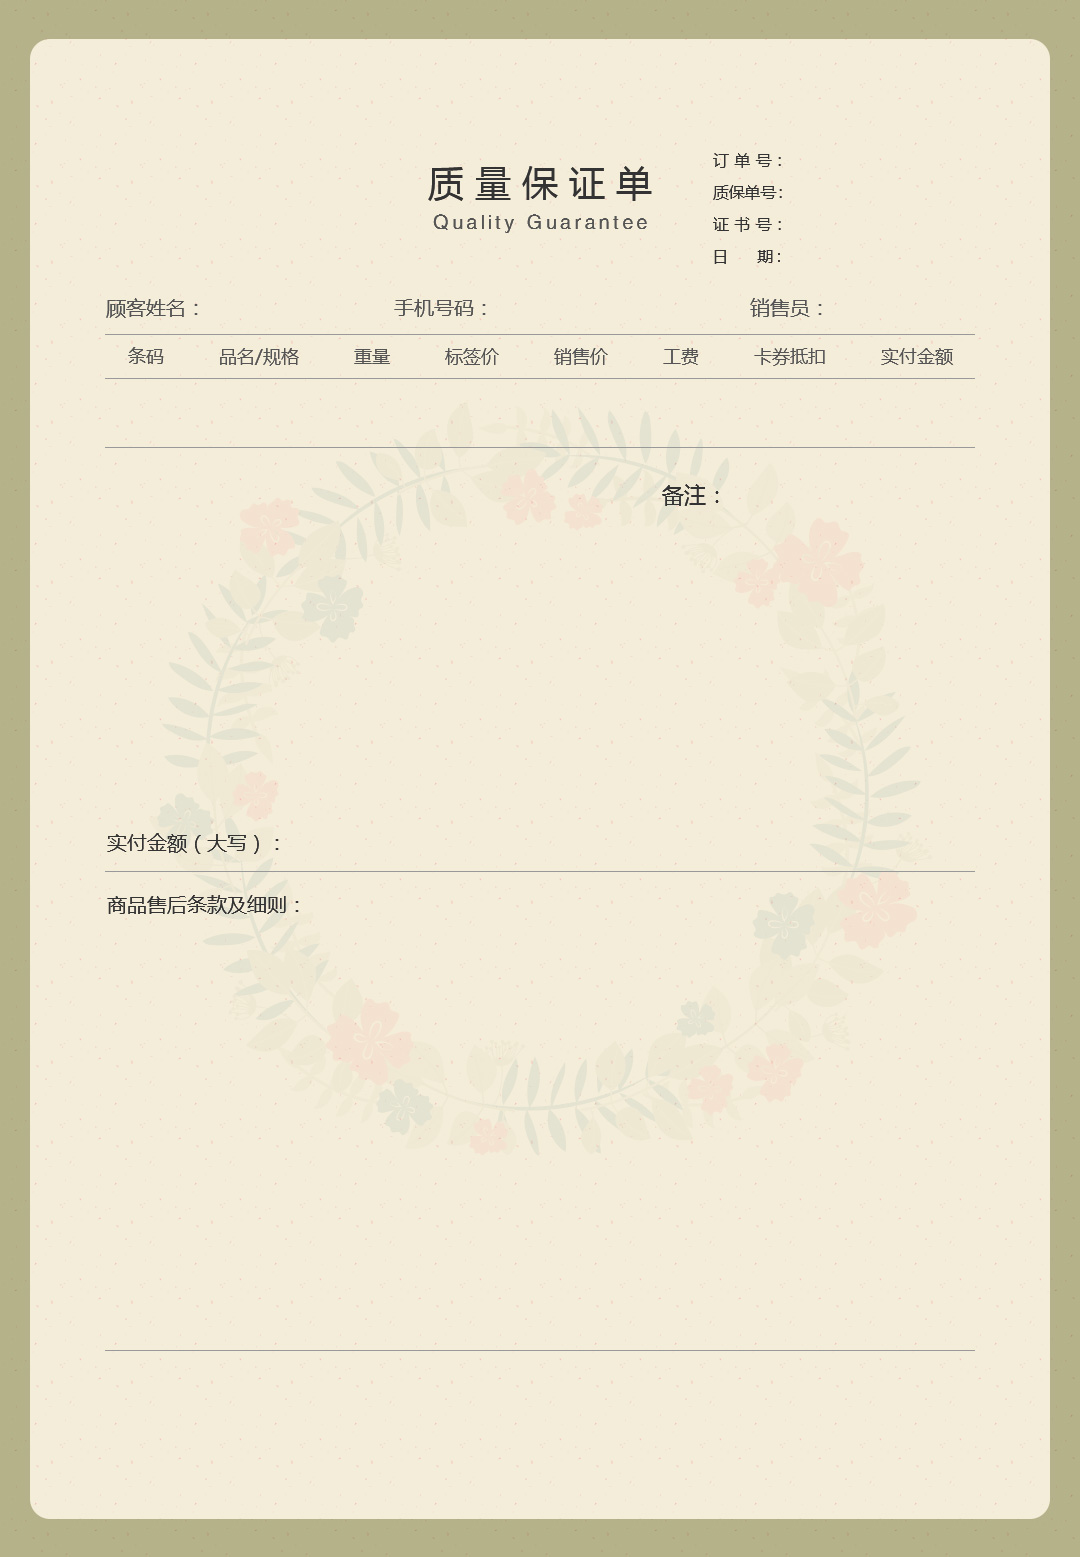 质量保证单
Quality Guarantee
订单号：
质保单号：
证书号：
日期：
顾客姓名： 手机号码： 销售员：
条码 品名/规格 重量 标签价 销售价 工费 卡券抵扣 实付金额
备注：
实付金额（大写）：
商品售后条款及细则：